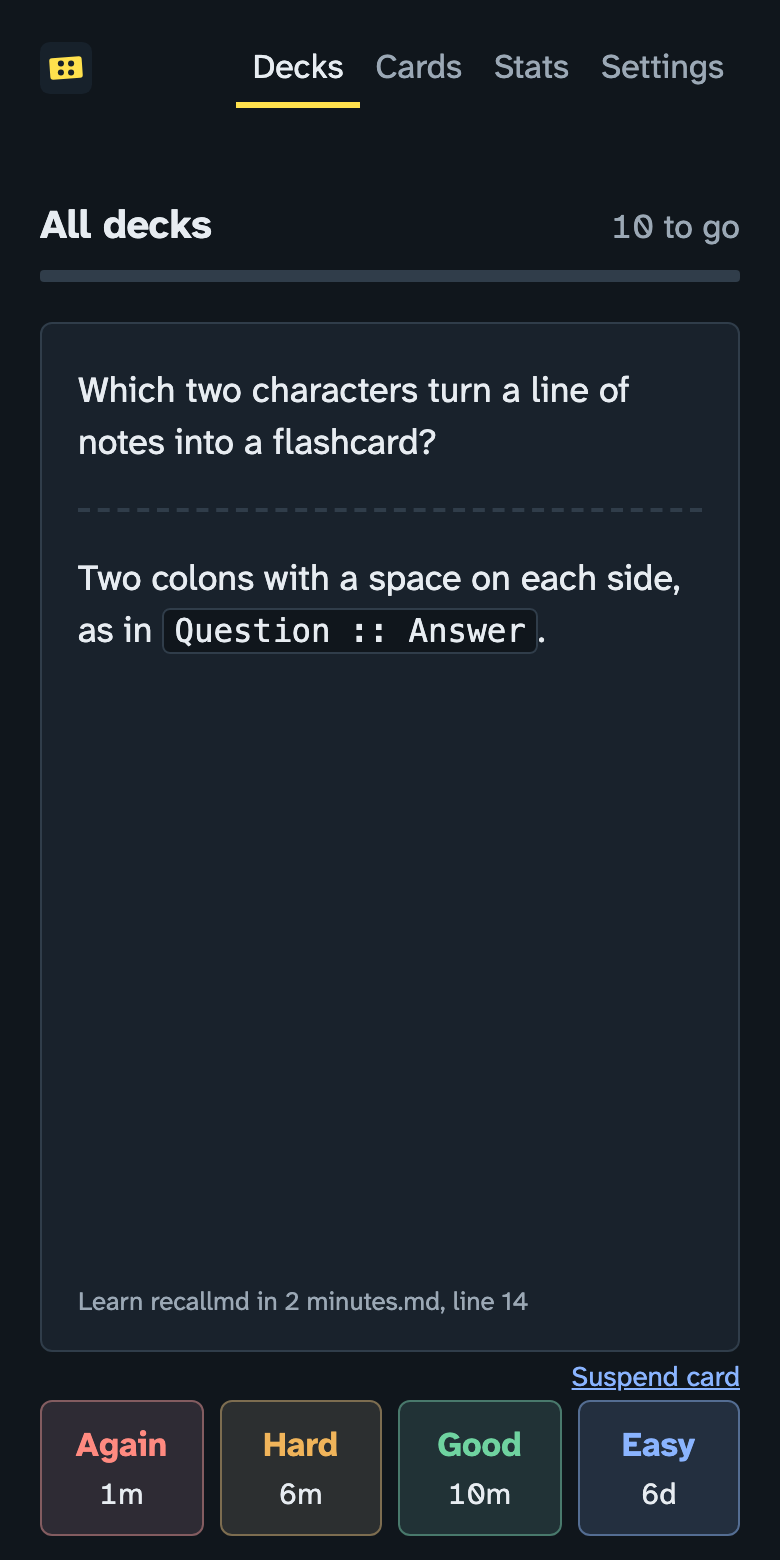 Decks Cards Stats Settings
All decks
10 to go
Which two characters turn a line of
notes into a flashcard?
Two colons with a space on each side,
as in Question :: Answer.
Learn recallmd in 2 minutes.md, line 14
Suspend card
Again Hard Good Easy
1m 6m 10m 6d